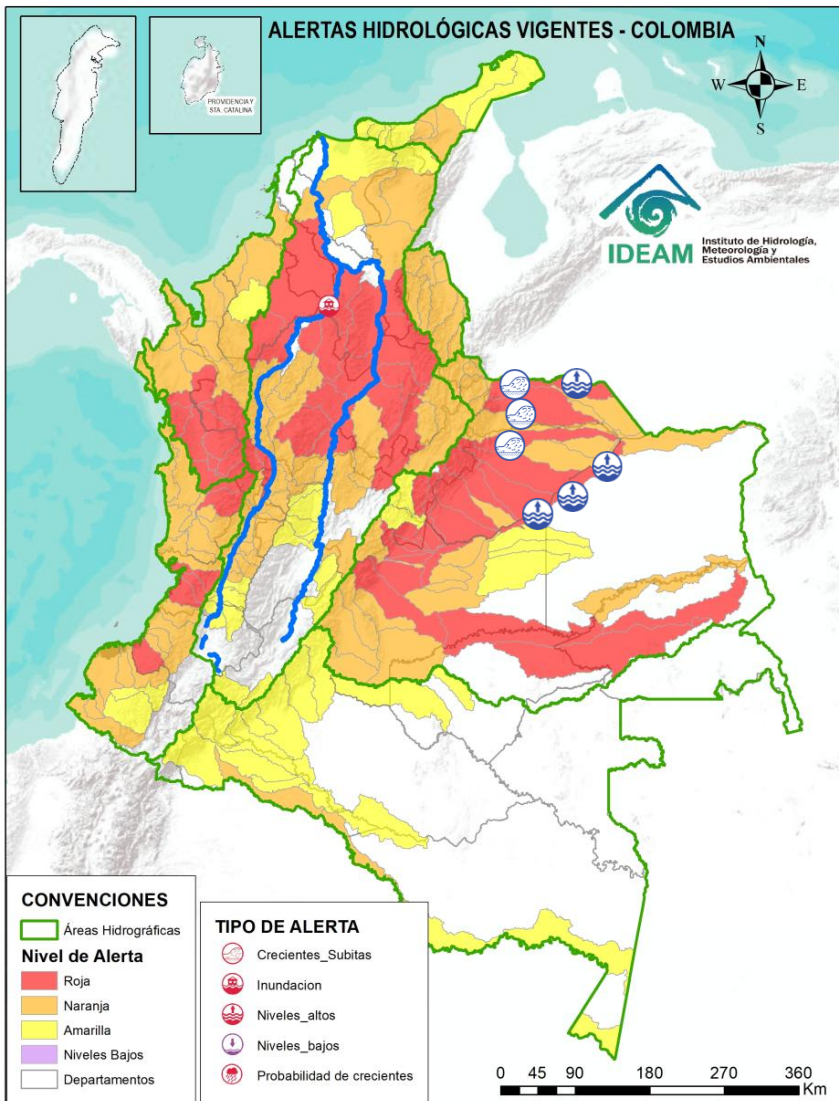 ALERTAS HIDROLÓGICAS VIGENTES - COLOMBIA
PROVIDENCIA Y
STA. CATALINA
N
W
E
S
IDEAM
Instituto de Hidrología,
Meteorología y
Estudios Ambientales
CONVENCIONES
Áreas Hidrográficas
Nivel de Alerta
Roja
Naranja
Amarilla
Niveles Bajos
Departamentos
TIPO DE ALERTA
Crecientes_Subitas
Inundacion
Niveles_altos
Niveles_bajos
Probabilidad de crecientes
0 45 90 180 270 360
Km